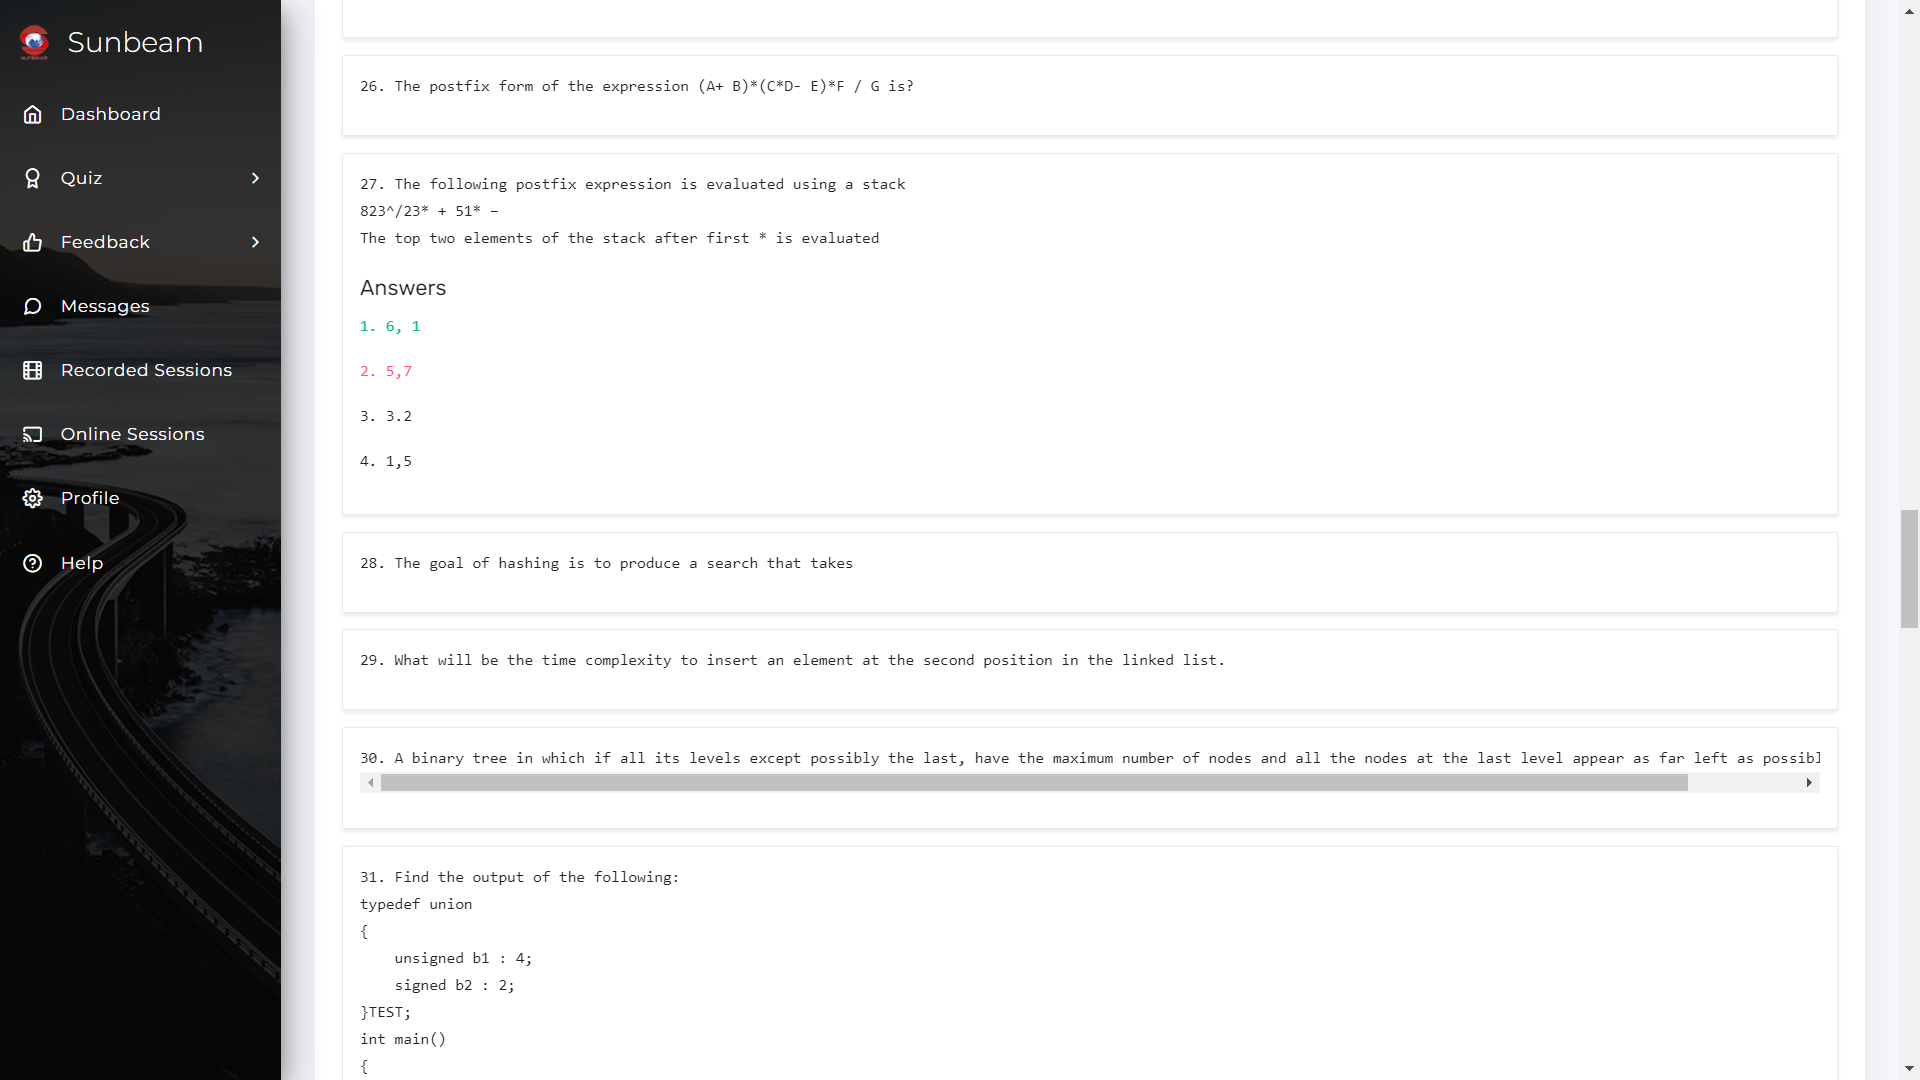 Sunbeam
Dashboard
Quiz
Feedback
Messages
Recorded Sessions
Online Sessions
Profile
Help
26. The postfix form of the expression (A+ B)*(C*D- E)*F / G is?
27. The following postfix expression is evaluated using a stack
823^/23* + 51* –
The top two elements of the stack after first * is evaluated
Answers
1. 6, 1
2. 5,7
3. 3.2
4. 1,5
28. The goal of hashing is to produce a search that takes
29. What will be the time complexity to insert an element at the second position in the linked list.
30. A binary tree in which if all its levels except possibly the last, have the maximum number of nodes and all the nodes at the last level appear as far left as possibl
31. Find the output of the following:
typedef union
{
    unsigned b1 : 4;
    signed b2 : 2;
}TEST;
int main()
{